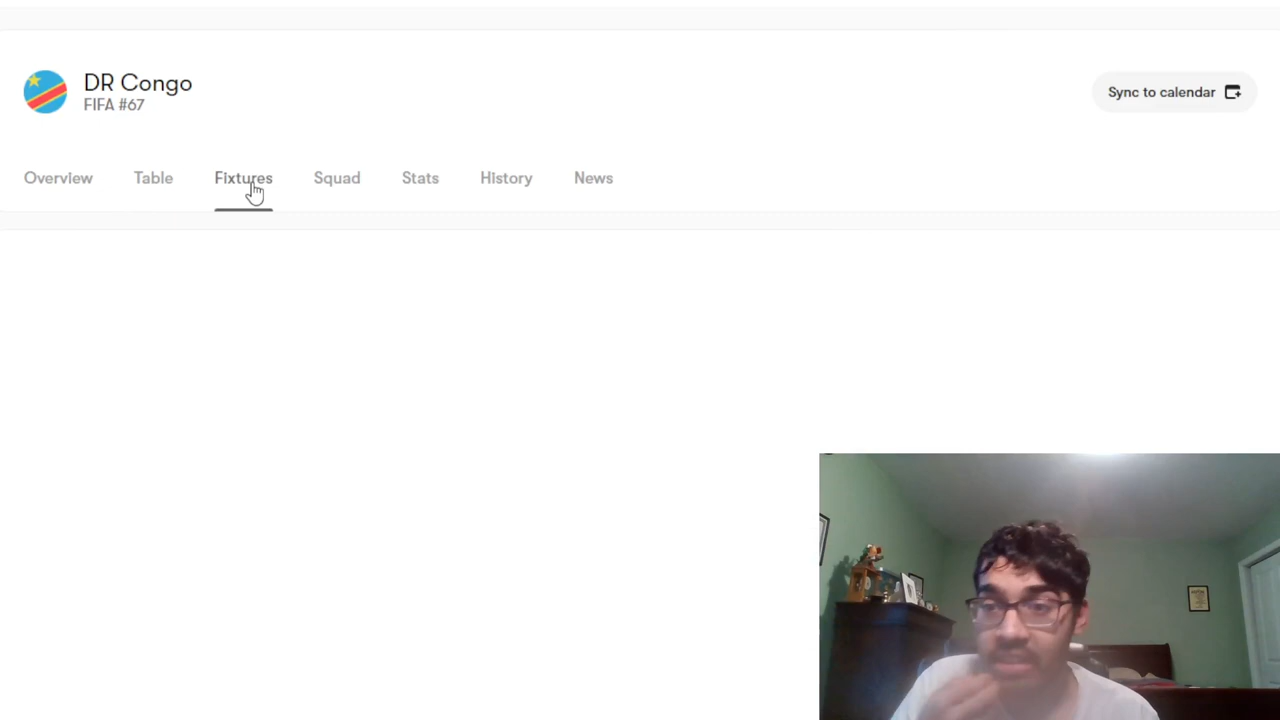 DR Congo
FIFA #67
Sync to calendar
Overview Table Fixtures Squad Stats History News